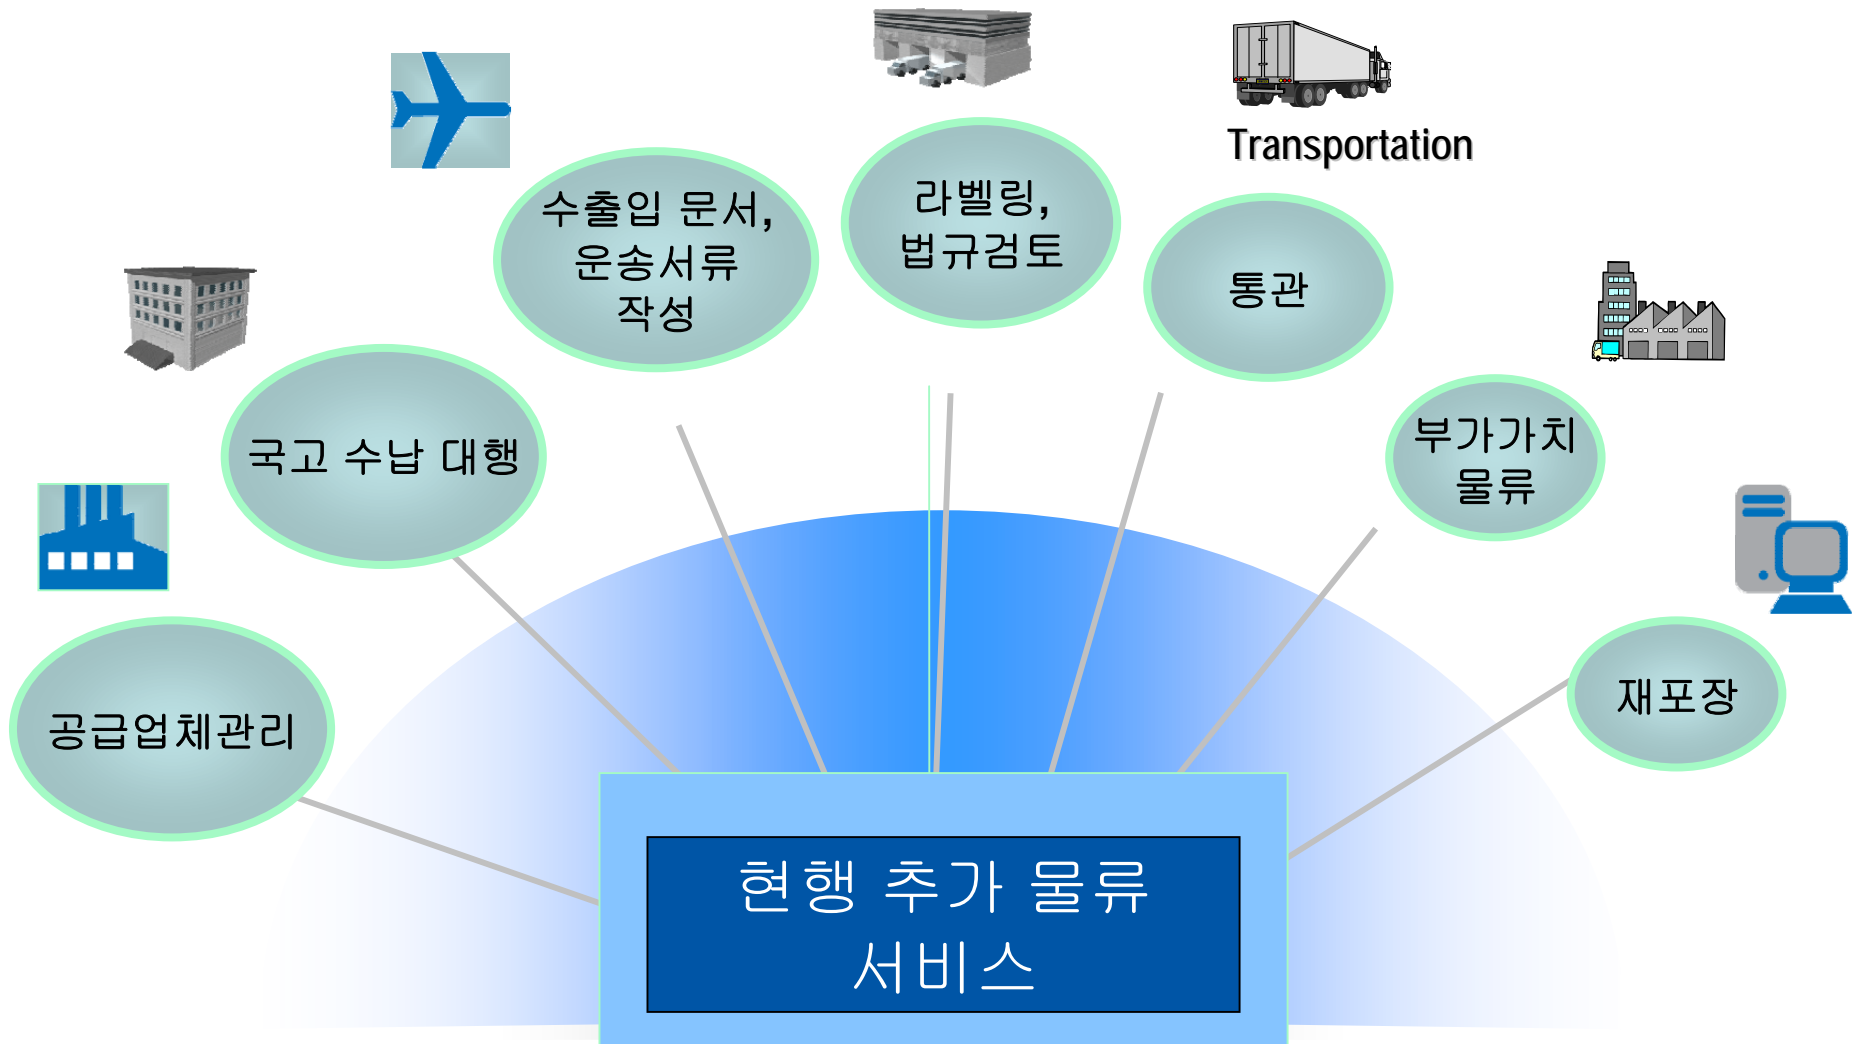 Transportation
수출입 문서,
운송서류
작성
라벨링,
법규검토
통관
국고 수납 대행
부가가치
물류
공급업체관리
재포장
현행 추가 물류
서비스